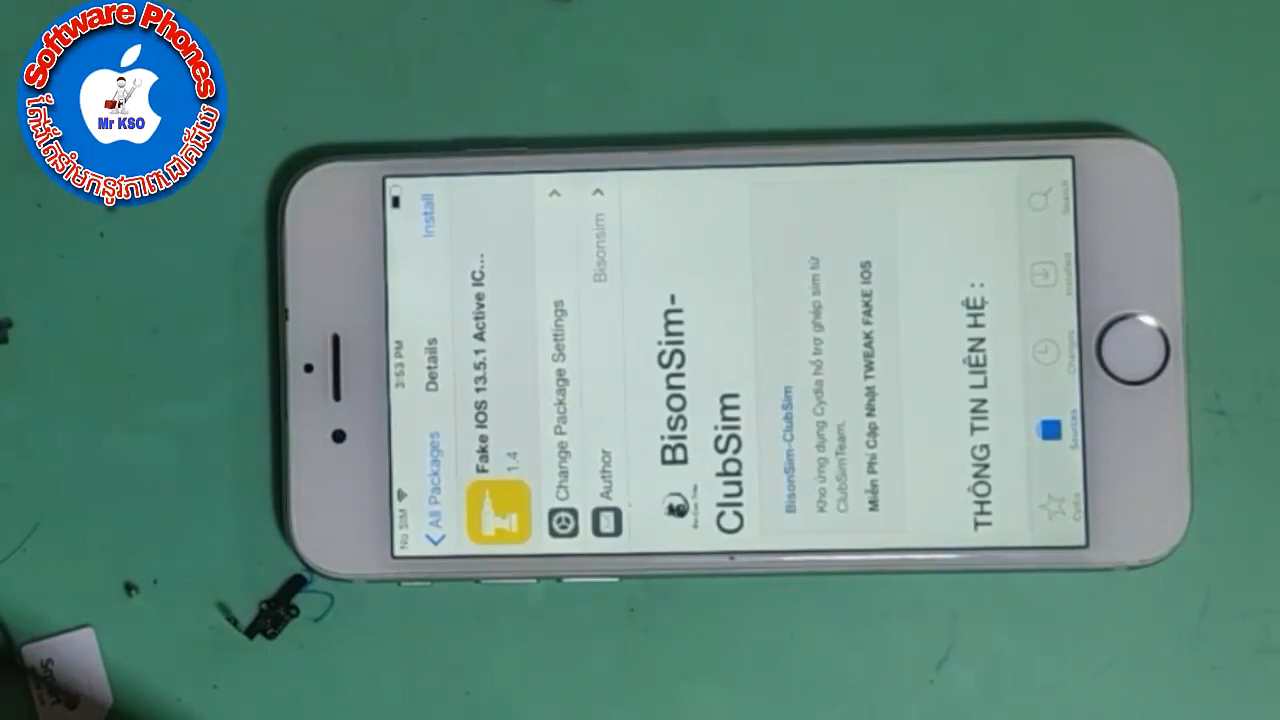 Software Phones
Mr KSO
No SIM
3:53 PM
All Packages
Details
Install
Fake IOS 13.5.1 Active IC...
1.4
Change Package Settings
Author
Bisonsim
BisonSim-
ClubSim
BisonSim-ClubSim
Kho ứng dụng Cydia hỗ trợ ghép sim từ
ClubSimTeam.
Miễn Phí Cập Nhật TWEAK FAKE IOS
THÔNG TIN LIÊN HỆ :
Cydia
Sources
Changes
Installed
Search
Smart